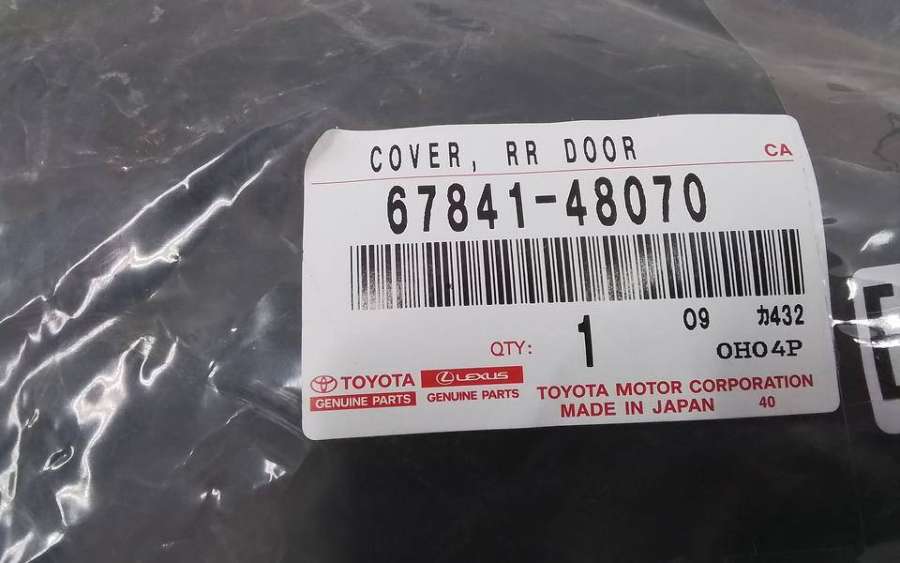 COVER, RR DOOR CA
67841-48070
09 カ432
QTY: 1 0H04P
TOYOTA LEXUS
GENUINE PARTS GENUINE PARTS
TOYOTA MOTOR CORPORATION
MADE IN JAPAN 40